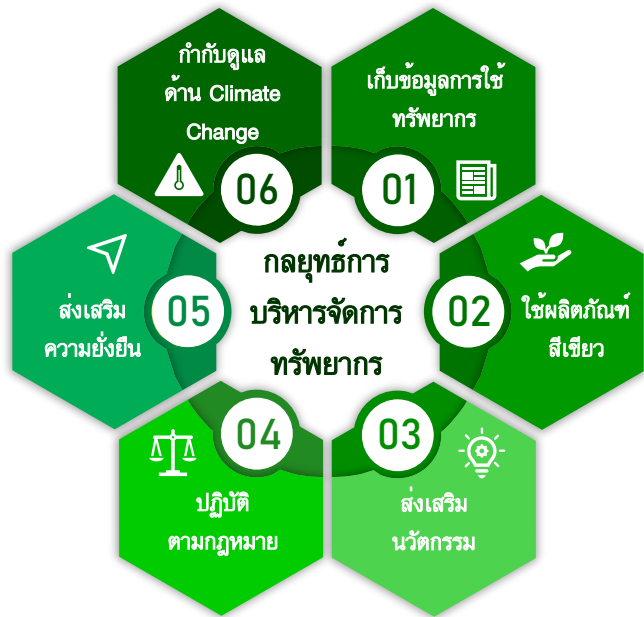 กลยุทธ์การ
บริหารจัดการ
ทรัพยากร
01
เก็บข้อมูลการใช้
ทรัพยากร
02
ใช้ผลิตภัณฑ์
สีเขียว
03
ส่งเสริม
นวัตกรรม
04
ปฏิบัติ
ตามกฎหมาย
05
ส่งเสริม
ความยั่งยืน
06
กำกับดูแล
ด้าน Climate
Change